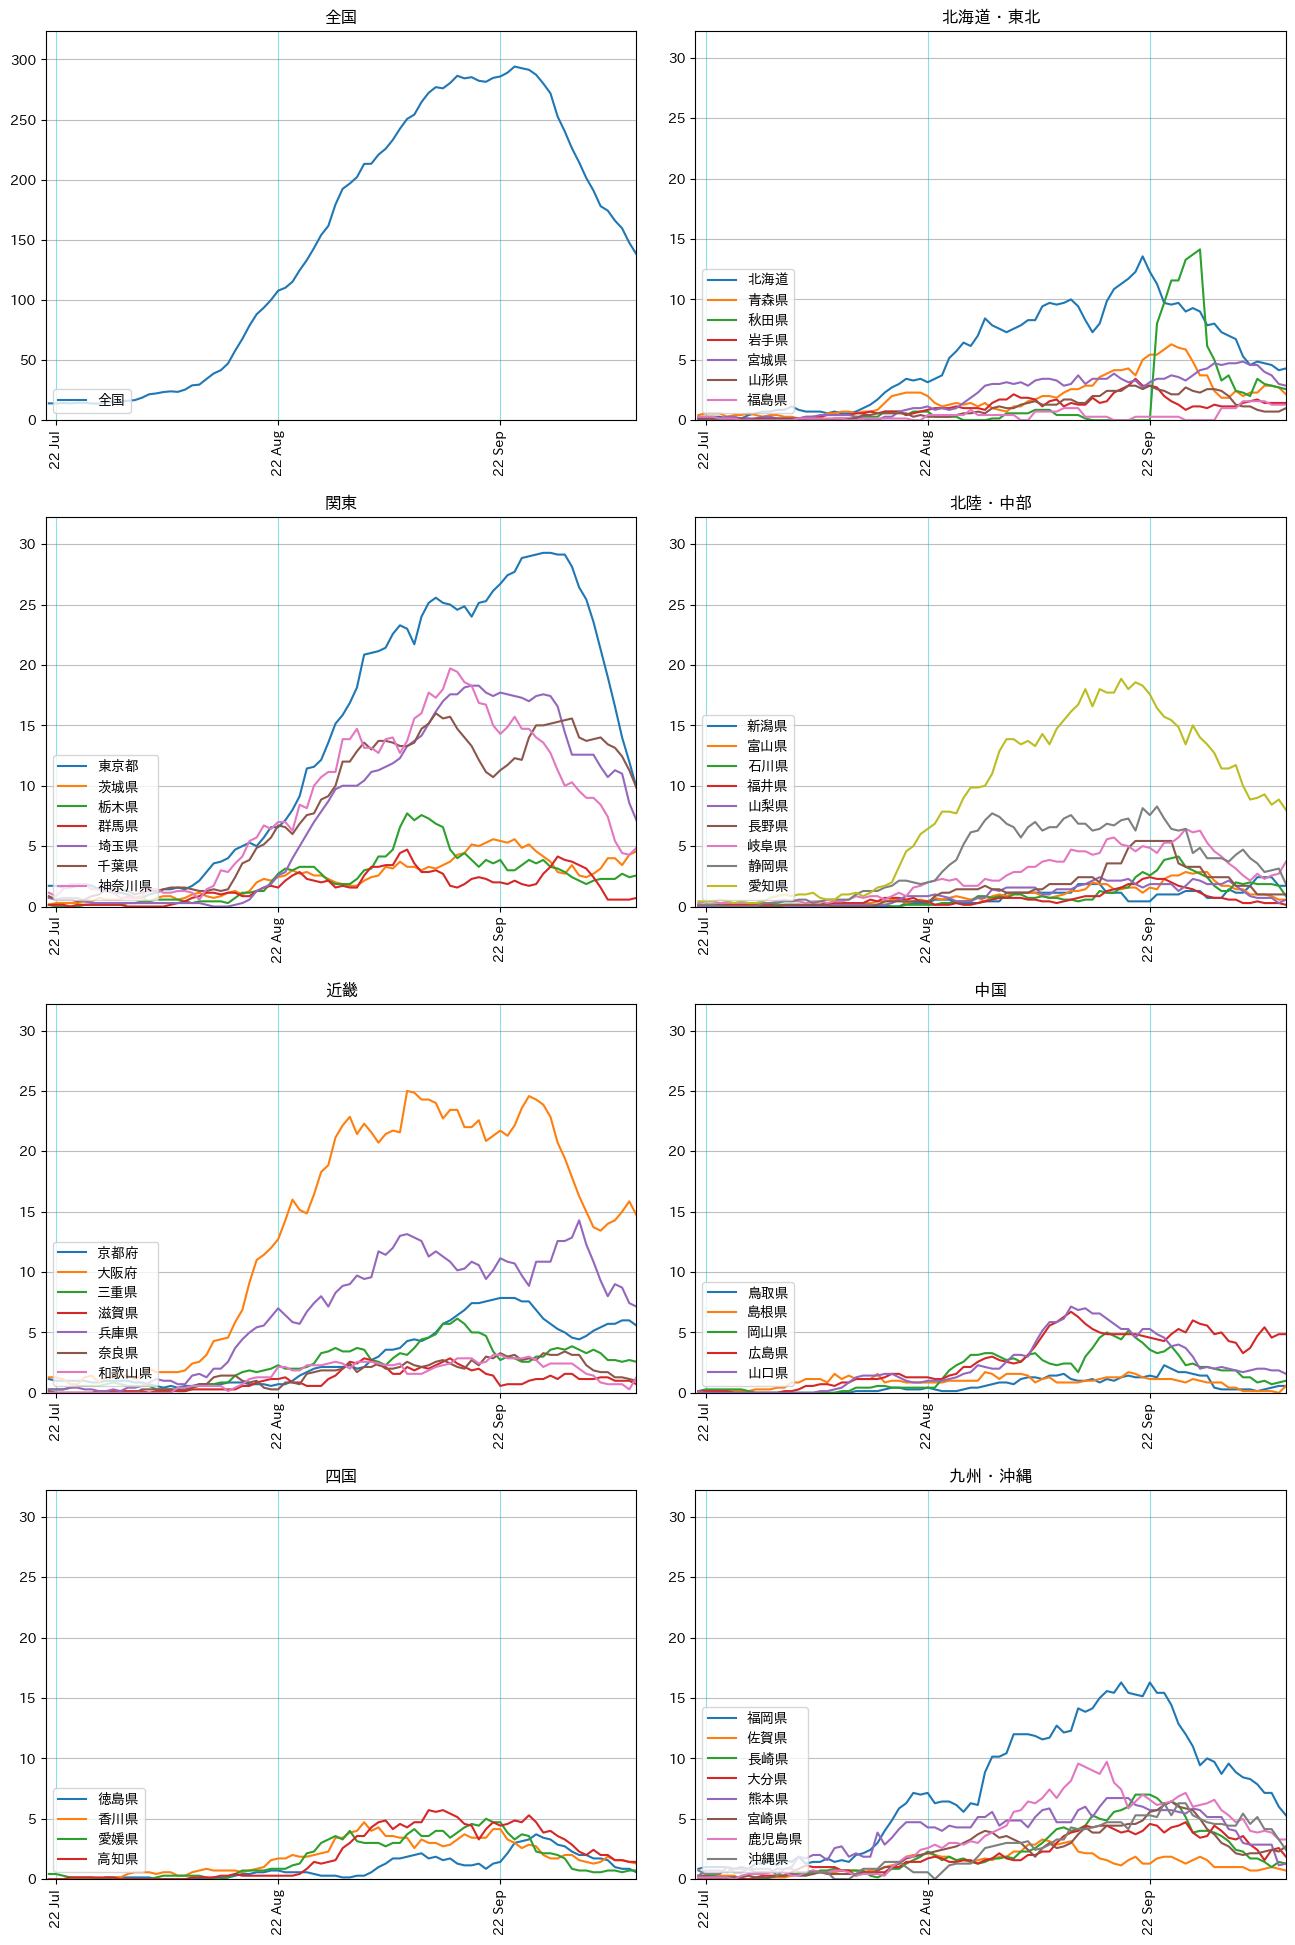 全国
300
250
200
150
100
50
0
全国
22 Jul
22 Aug
22 Sep
北海道・東北
30
25
20
15
10
5
0
北海道
青森県
秋田県
岩手県
宮城県
山形県
福島県
22 Jul
22 Aug
22 Sep
関東
30
25
20
15
10
5
0
東京都
茨城県
栃木県
群馬県
埼玉県
千葉県
神奈川県
22 Jul
22 Aug
22 Sep
北陸・中部
30
25
20
15
10
5
0
新潟県
富山県
石川県
福井県
山梨県
長野県
岐阜県
静岡県
愛知県
22 Jul
22 Aug
22 Sep
近畿
30
25
20
15
10
5
0
京都府
大阪府
三重県
滋賀県
兵庫県
奈良県
和歌山県
22 Jul
22 Aug
22 Sep
中国
30
25
20
15
10
5
0
鳥取県
島根県
岡山県
広島県
山口県
22 Jul
22 Aug
22 Sep
四国
30
25
20
15
10
5
0
徳島県
香川県
愛媛県
高知県
22 Jul
22 Aug
22 Sep
九州・沖縄
30
25
20
15
10
5
0
福岡県
佐賀県
長崎県
大分県
熊本県
宮崎県
鹿児島県
沖縄県
22 Jul
22 Aug
22 Sep